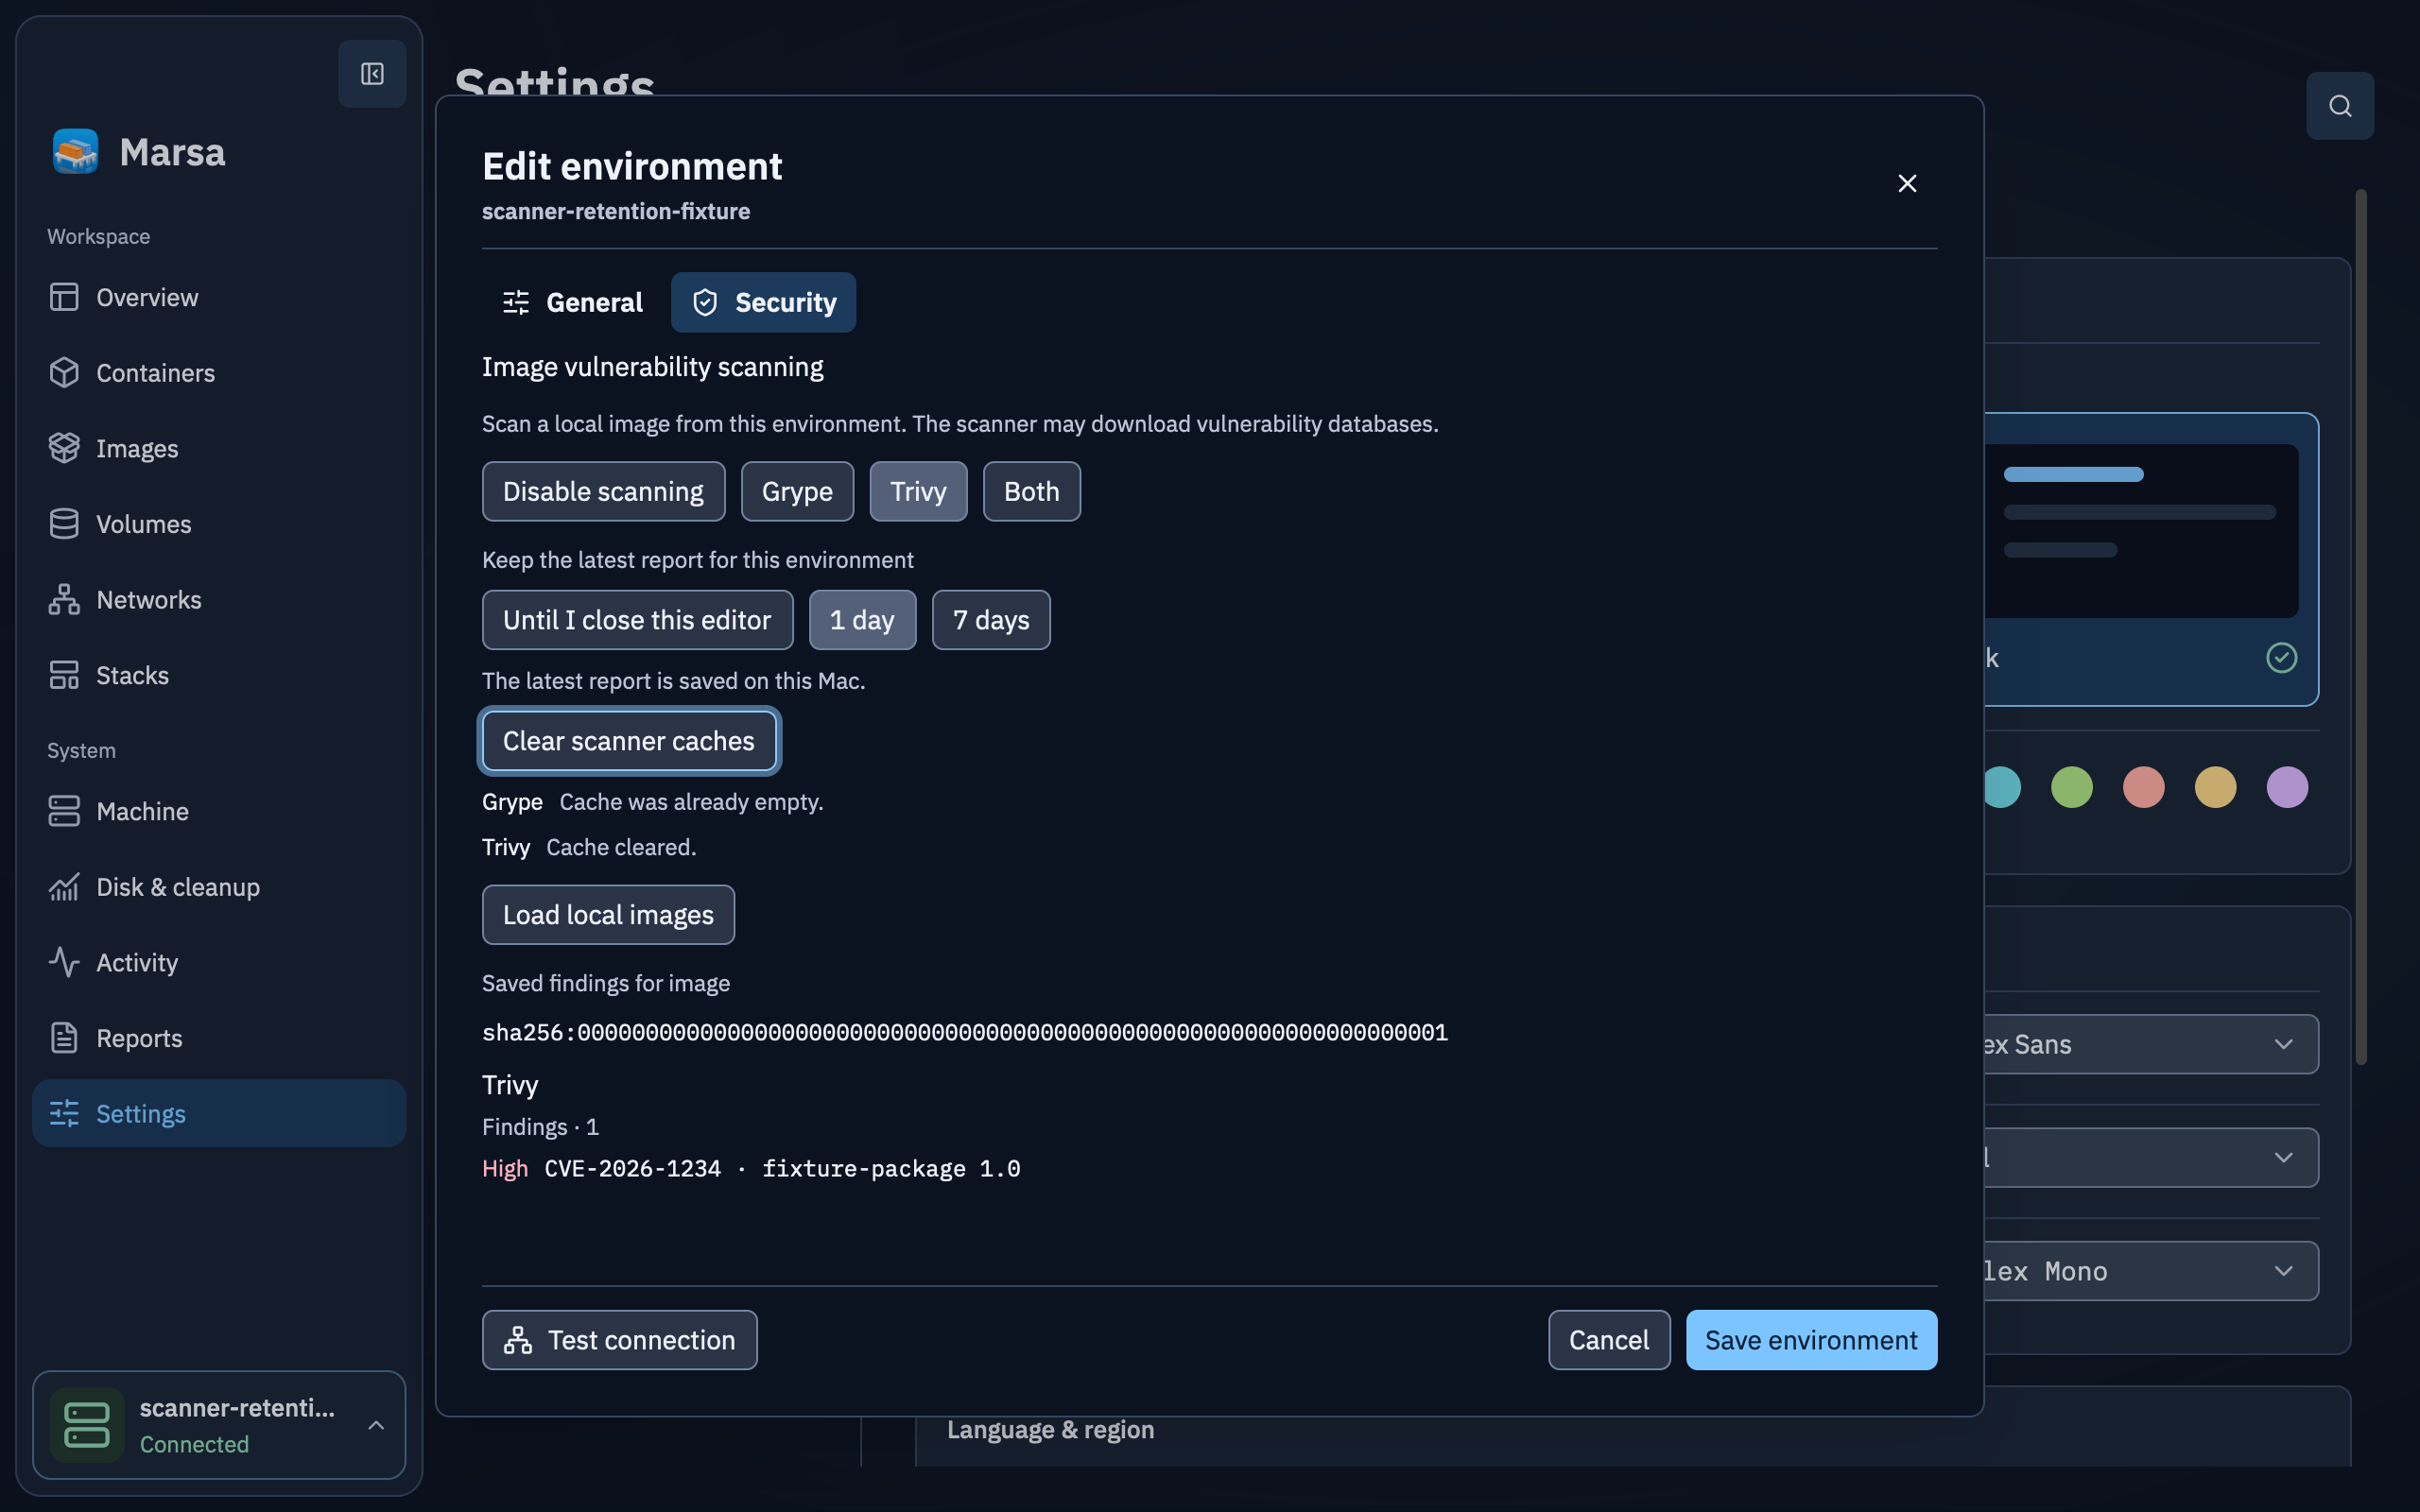 Marsa
Workspace
Overview
Containers
Images
Volumes
Networks
Stacks
System
Machine
Disk & cleanup
Activity
Reports
Settings
scanner-retenti...
Connected
Settings
Edit environment
scanner-retention-fixture
General
Security
Image vulnerability scanning
Scan a local image from this environment. The scanner may download vulnerability databases.
Disable scanning
Grype
Trivy
Both
Keep the latest report for this environment
Until I close this editor
1 day
7 days
The latest report is saved on this Mac.
Clear scanner caches
Grype Cache was already empty.
Trivy Cache cleared.
Load local images
Saved findings for image
sha256:0000000000000000000000000000000000000000000000000000000000000001
Trivy
Findings · 1
High CVE-2026-1234 · fixture-package 1.0
Test connection
Cancel
Save environment
Sans
Mono
Language & region